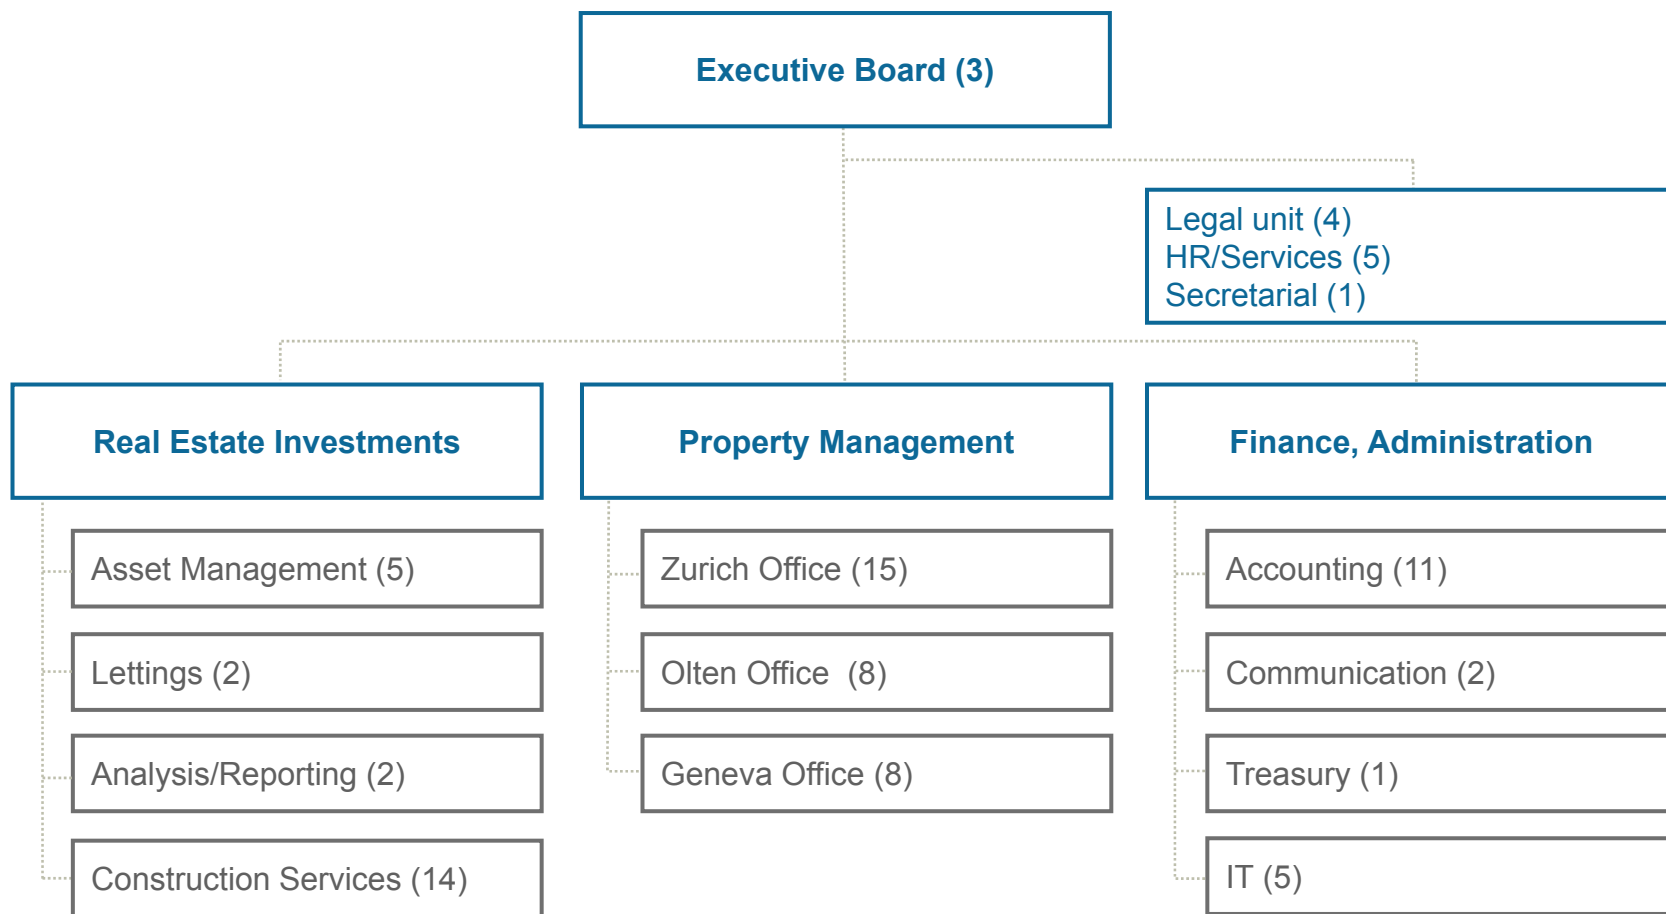 Executive Board (3)
Legal unit (4)
HR/Services (5)
Secretarial (1)
Real Estate Investments
Property Management
Finance, Administration
Asset Management (5)
Zurich Office (15)
Accounting (11)
Lettings (2)
Olten Office  (8)
Communication (2)
Analysis/Reporting (2)
Geneva Office (8)
Treasury (1)
Construction Services (14)
IT (5)